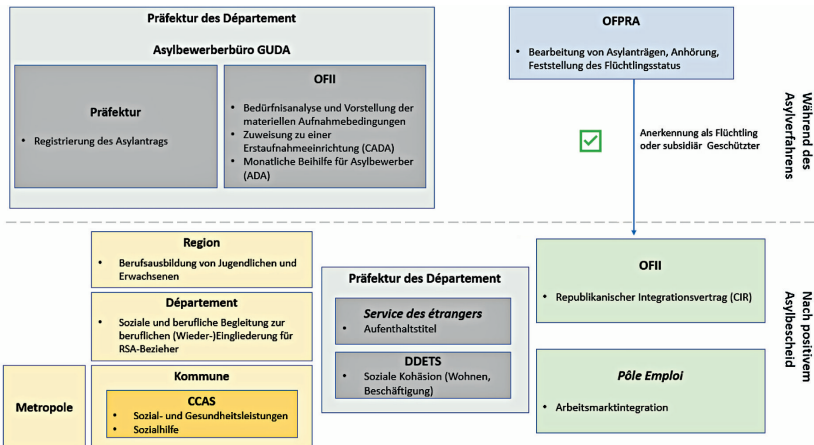 Präfektur des Département
Asylbewerberbüro GUDA
Präfektur
• Registrierung des Asylantrags
OFII
• Bedürfnisanalyse und Vorstellung der
materiellen Aufnahmebedingungen
• Zuweisung zu einer
Erstaufnahmeeinrichtung (CADA)
• Monatliche Beihilfe für Asylbewerber
(ADA)
OFPRA
• Bearbeitung von Asylanträgen, Anhörung,
Feststellung des Flüchtlingsstatus
Anerkennung als Flüchtling
oder subsidiär Geschützter
Während des
Asylverfahrens
Region
• Berufsausbildung von Jugendlichen und
Erwachsenen
Département
• Soziale und berufliche Begleitung zur
beruflichen (Wieder-)Eingliederung für
RSA-Bezieher
Metropole
Kommune
CCAS
• Sozial- und Gesundheitsleistungen
• Sozialhilfe
Präfektur des Département
Service des étrangers
• Aufenthaltstitel
DDETS
• Soziale Kohäsion (Wohnen,
Beschäftigung)
OFII
• Republikanischer Integrationsvertrag (CIR)
Pôle Emploi
• Arbeitsmarktintegration
Nach positivem
Asylbescheid